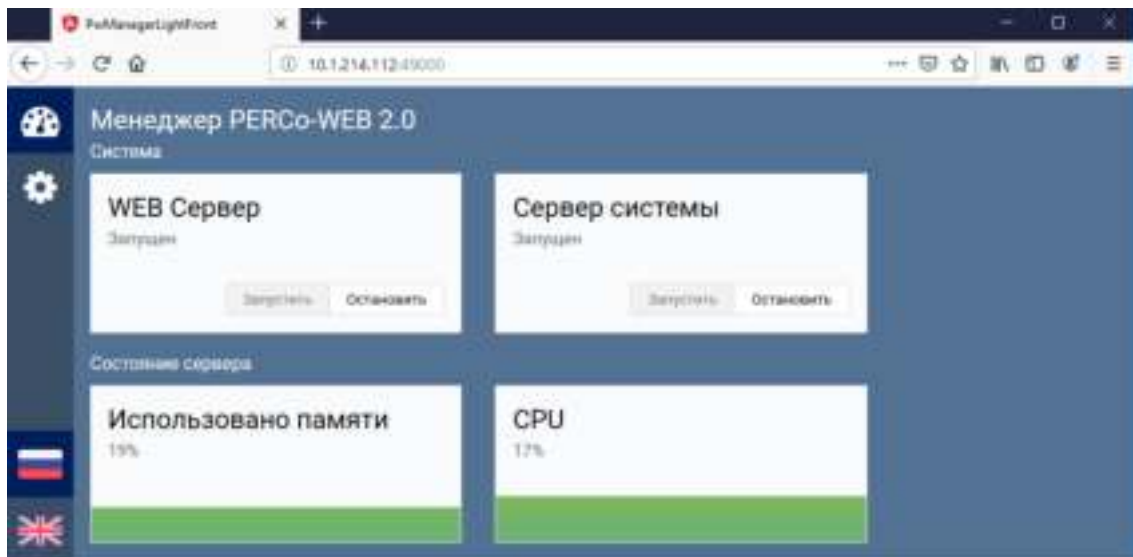 PwManagerLightFront
10.1.214.112:49000
Менеджер PERCo-WEB 2.0
Система
WEB Сервер
Запущен
Запустить Остановить
Сервер системы
Запущен
Запустить Остановить
Состояние сервера
Использовано памяти
19%
CPU
17%